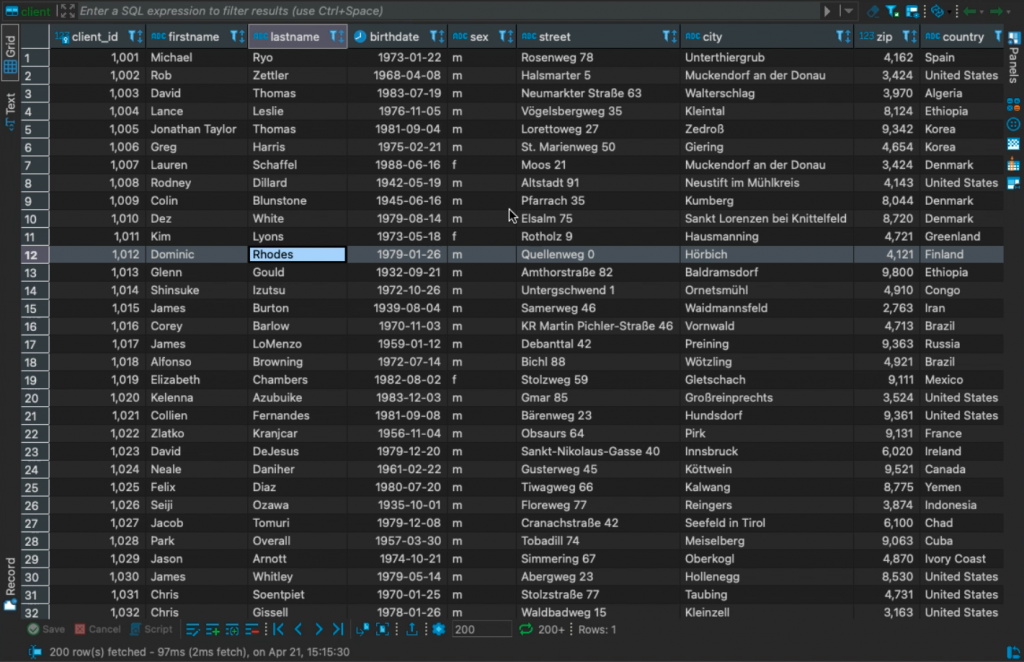 client Enter a SQL expression to filter results (use Ctrl+Space)
Grid
Text
Record
Panels
123 client_id ABC firstname ABC lastname birthdate ABC sex ABC street ABC city 123 zip ABC country
1 1,001 Michael Ryo 1973-01-22 m Rosenweg 78 Unterthiergrub 4,162 Spain
2 1,002 Rob Zettler 1968-04-08 m Halsmarter 5 Muckendorf an der Donau 3,424 United States
3 1,003 David Thomas 1983-07-19 m Neumarkter Straße 63 Walterschlag 3,970 Algeria
4 1,004 Lance Leslie 1976-11-05 m Vögelsbergweg 35 Kleintal 8,124 Ethiopia
5 1,005 Jonathan Taylor Thomas 1981-09-04 m Lorettoweg 27 Zedroß 9,342 Korea
6 1,006 Greg Harris 1975-02-21 m St. Marienweg 50 Giering 4,654 Korea
7 1,007 Lauren Schaffel 1988-06-16 f Moos 21 Muckendorf an der Donau 3,424 Denmark
8 1,008 Rodney Dillard 1942-05-19 m Altstadt 91 Neustift im Mühlkreis 4,143 United States
9 1,009 Colin Blunstone 1945-06-16 m Pfarrach 35 Kumberg 8,044 Denmark
10 1,010 Dez White 1979-08-14 m Elsalm 75 Sankt Lorenzen bei Knittelfeld 8,720 Denmark
11 1,011 Kim Lyons 1973-05-18 f Rotholz 9 Hausmanning 4,721 Greenland
12 1,012 Dominic Rhodes 1979-01-26 m Quellenweg 0 Hörbich 4,121 Finland
13 1,013 Glenn Gould 1932-09-21 m Amthorstraße 82 Baldramsdorf 9,800 Ethiopia
14 1,014 Shinsuke Izutsu 1972-10-26 m Untergschwend 1 Ornetsmühl 4,910 Congo
15 1,015 James Burton 1939-08-04 m Samerweg 46 Waidmannsfeld 2,763 Iran
16 1,016 Corey Barlow 1970-11-03 m KR Martin Pichler-Straße 46 Vornwald 4,713 Brazil
17 1,017 James LoMenzo 1959-01-12 m Debanttal 42 Preining 9,363 Russia
18 1,018 Alfonso Browning 1972-07-14 m Bichl 88 Wötzling 4,921 Brazil
19 1,019 Elizabeth Chambers 1982-08-02 f Stolzweg 59 Gletschach 9,111 Mexico
20 1,020 Kelenna Azubuike 1983-12-03 m Gmar 85 Großreinprechts 3,524 United States
21 1,021 Collien Fernandes 1981-09-08 m Bärenweg 23 Hundsdorf 9,361 United States
22 1,022 Zlatko Kranjcar 1956-11-04 m Obsaurs 64 Pirk 9,131 France
23 1,023 David DeJesus 1979-12-20 m Sankt-Nikolaus-Gasse 40 Innsbruck 6,020 Ireland
24 1,024 Neale Daniher 1961-02-22 m Gusterweg 45 Köttwein 9,521 Canada
25 1,025 Felix Diaz 1980-07-20 m Tiwagweg 66 Kalwang 8,775 Yemen
26 1,026 Seiji Ozawa 1935-10-01 m Floreweg 77 Reingers 3,874 Indonesia
27 1,027 Jacob Tomuri 1979-12-08 m Cranachstraße 42 Seefeld in Tirol 6,100 Chad
28 1,028 Park Overall 1957-03-30 m Tobadill 74 Meiselberg 9,063 Cuba
29 1,029 Jason Arnott 1974-10-21 m Simmering 67 Oberkogl 4,870 Ivory Coast
30 1,030 James Whitley 1979-05-14 m Abergweg 23 Hollenegg 8,530 United States
31 1,031 Chris Soentpiet 1970-01-25 m Stolzstraße 77 Taubing 4,731 United States
32 1,032 Chris Gissell 1978-01-26 m Waldbadweg 15 Kleinzell 3,163 United States
Save Cancel Script 200 200+ Rows: 1
200 row(s) fetched - 97ms (2ms fetch), on Apr 21, 15:15:30